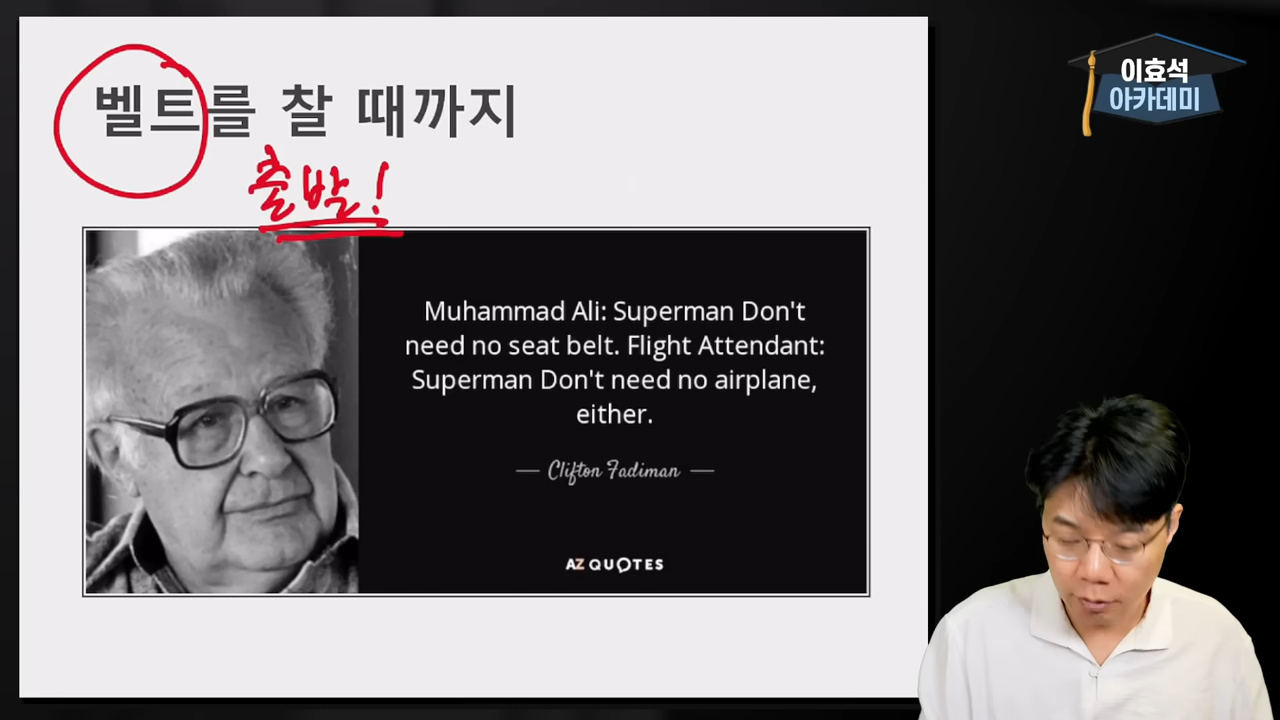 벨트를 찰 때까지
출발!
Muhammad Ali: Superman Don't
need no seat belt. Flight Attendant:
Superman Don't need no airplane,
either.
— Clifton Fadiman —
AZ QUOTES
이효석
아카데미